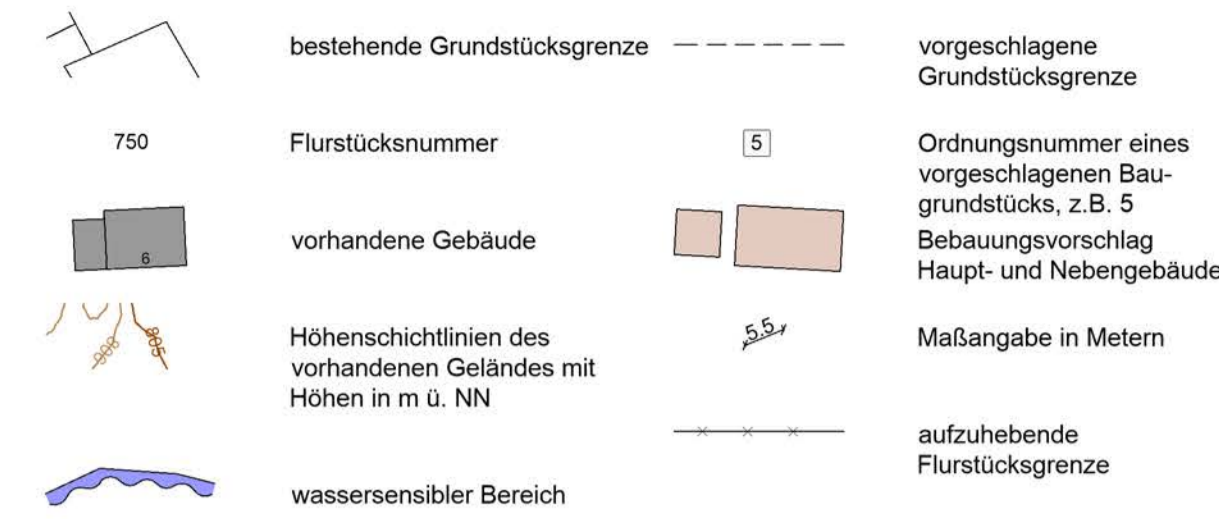 bestehende Grundstücksgrenze
vorgeschlagene
Grundstücksgrenze
750
Flurstücksnummer
5
Ordnungsnummer eines
vorgeschlagenen Bau-
grundstücks, z.B. 5
6
vorhandene Gebäude
Bebauungsvorschlag
Haupt- und Nebengebäude
805
Höhenschichtlinien des
vorhandenen Geländes mit
Höhen in m ü. NN
5.5
Maßangabe in Metern
aufzuhebende
Flurstücksgrenze
wassersensibler Bereich